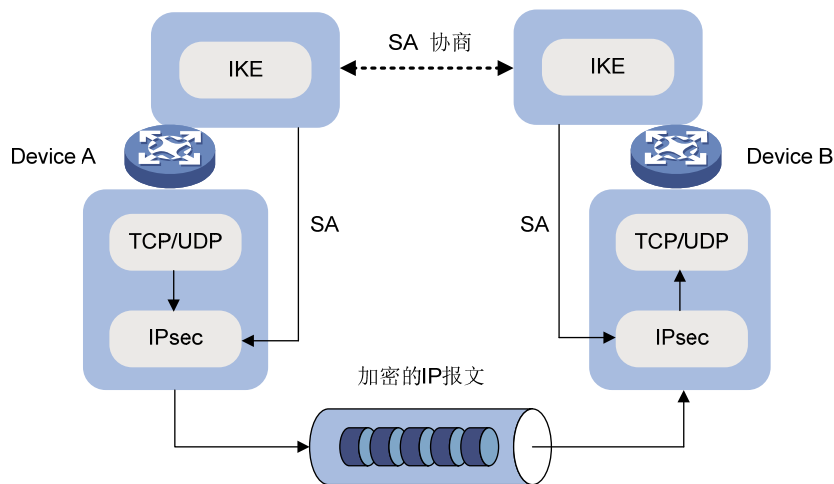 SA 协商
IKE
IKE
Device A
Device B
SA
SA
TCP/UDP
TCP/UDP
IPsec
IPsec
加密的IP报文